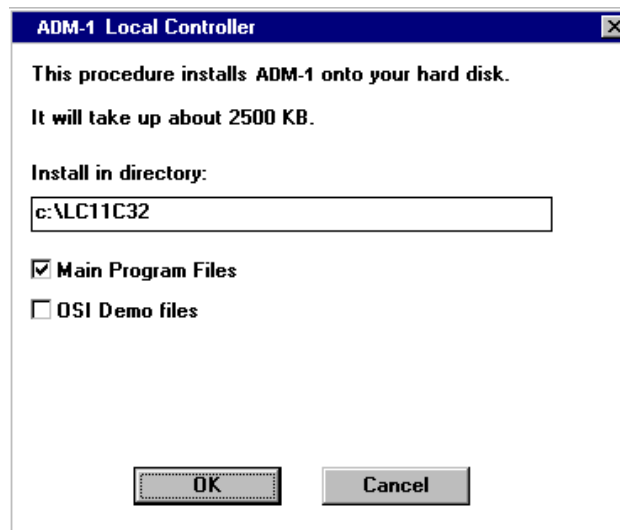 ADM-1 Local Controller
This procedure installs ADM-1 onto your hard disk.
It will take up about 2500 KB.
Install in directory:
c:\LC11C32
Main Program Files
OSI Demo files
OK Cancel